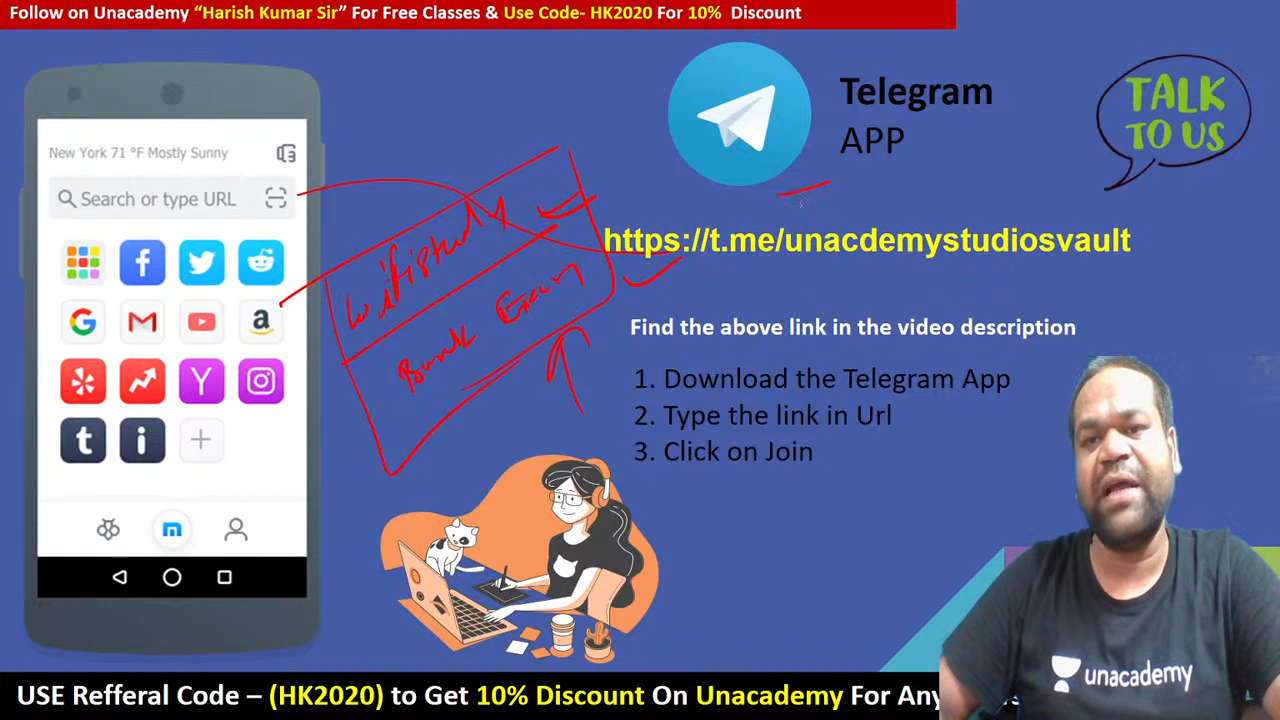 Follow on Unacademy “Harish Kumar Sir” For Free Classes & Use Code- HK2020 For 10% Discount
Telegram
APP
TALK
TO US
New York 71 °F Mostly Sunny
Search or type URL
https://t.me/unacdemystudiosvault
wifistudy
Bank Exam
Find the above link in the video description
1. Download the Telegram App
2. Type the link in Url
3. Click on Join
unacademy
USE Refferal Code – (HK2020) to Get 10% Discount On Unacademy For Any